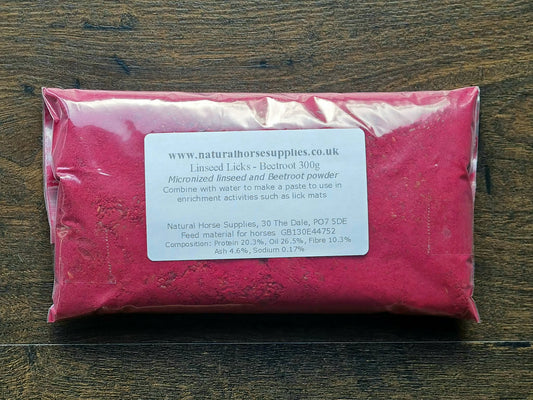 www.naturalhorsesupplies.co.uk
Linseed Licks - Beetroot 300g
Micronized linseed and Beetroot powder
Combine with water to make a paste to use in
enrichment activities such as lick mats
Natural Horse Supplies, 30 The Dale, PO7 5DE
Feed material for horses GB130E44752
Composition: Protein 20.3%, Oil 26.5%, Fibre 10.3%
Ash 4.6%, Sodium 0.17%